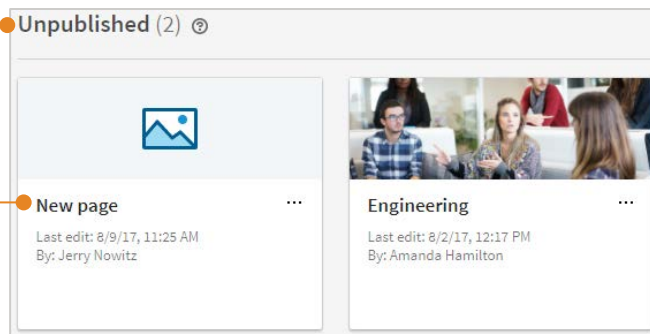 Unpublished (2) ?
New page ...
Engineering ...
Last edit: 8/9/17, 11:25 AM
By: Jerry Nowitz
Last edit: 8/2/17, 12:17 PM
By: Amanda Hamilton